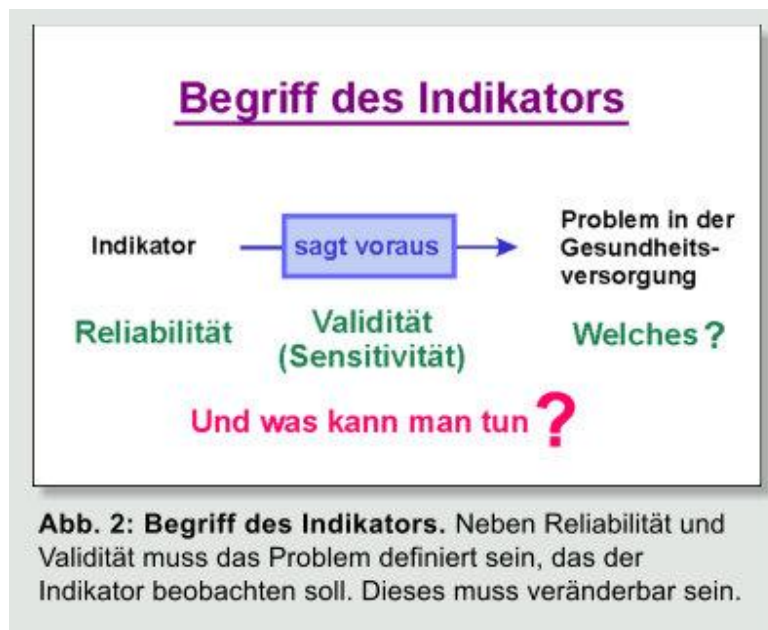 Begriff des Indikators
Indikator
sagt voraus
Problem in der
Gesundheits-
versorgung
Reliabilität
Validität
(Sensitivität)
Welches ?
Und was kann man tun ?
Abb. 2: Begriff des Indikators. Neben Reliabilität und
Validität muss das Problem definiert sein, das der
Indikator beobachten soll. Dieses muss veränderbar sein.